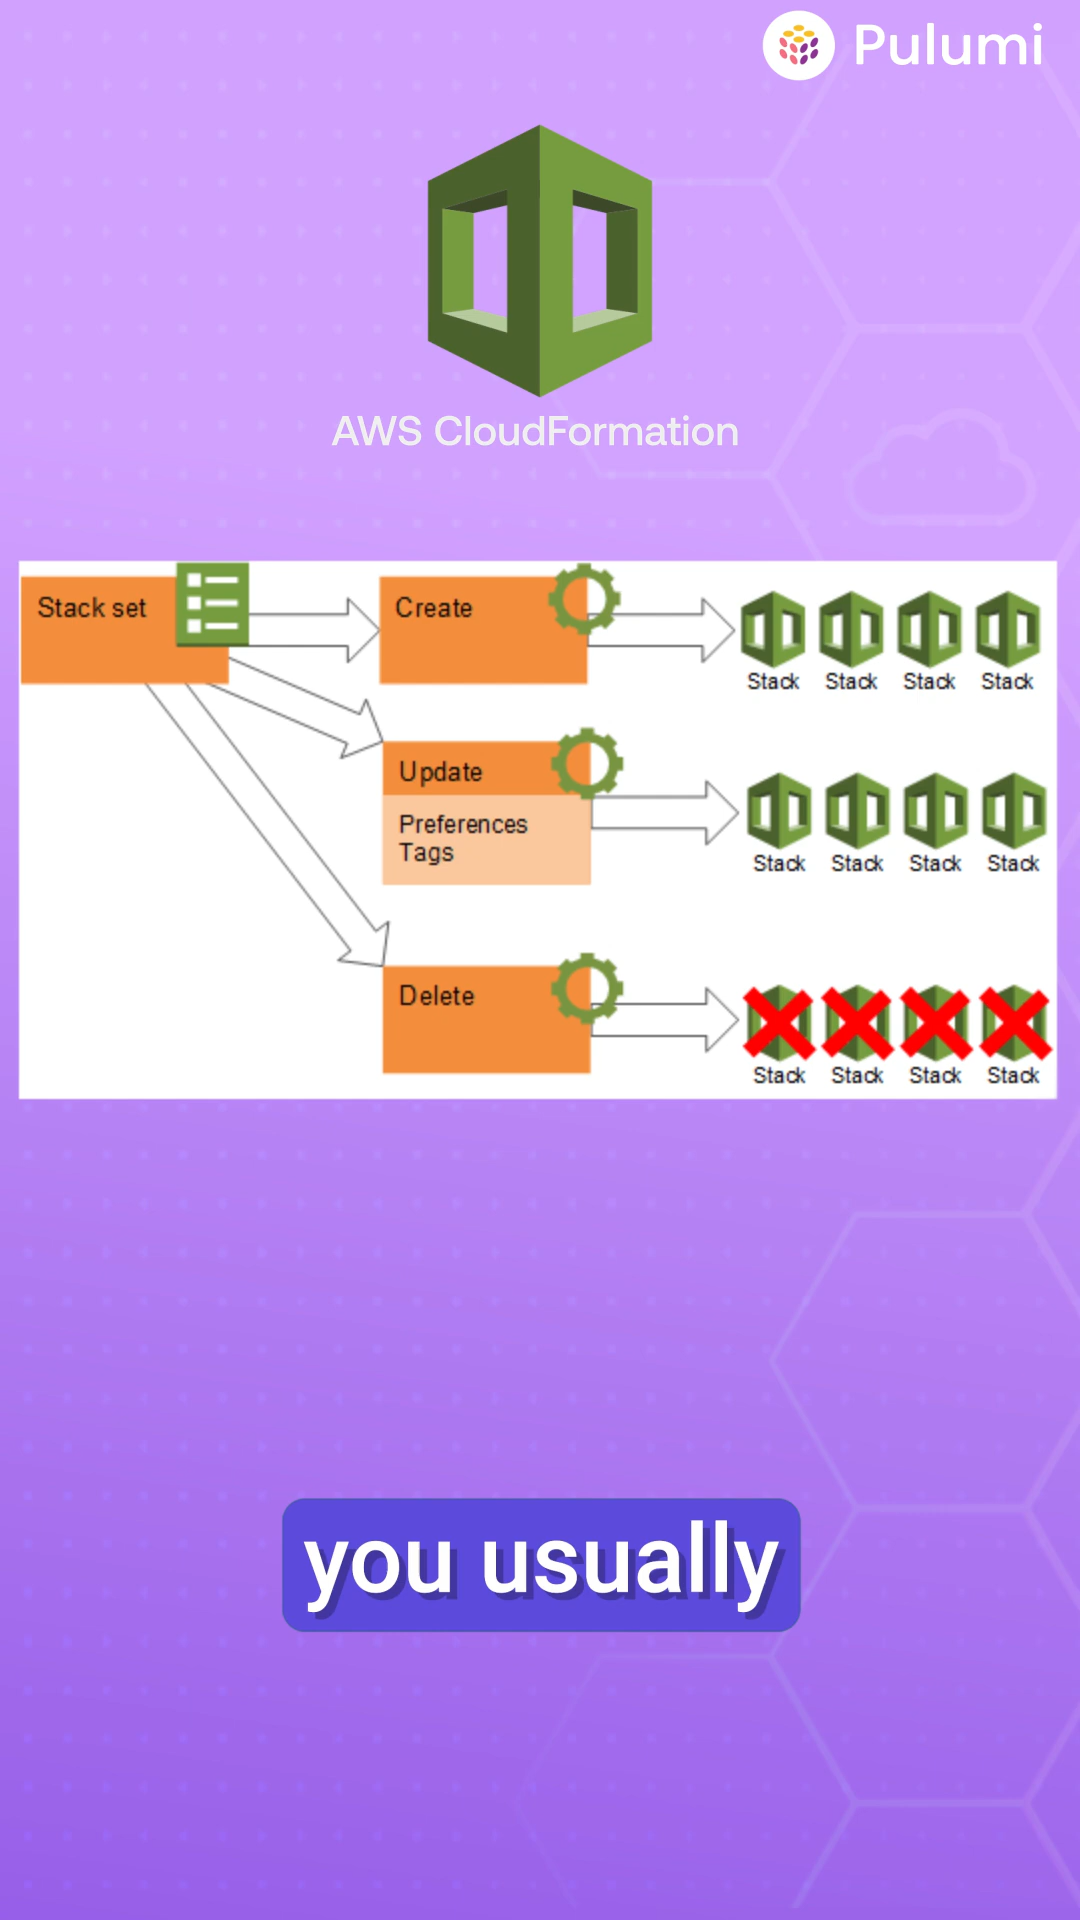 Pulumi
AWS CloudFormation
Stack set
Create
Stack Stack Stack Stack
Update
Preferences
Tags
Stack Stack Stack Stack
Delete
Stack Stack Stack Stack
you usually